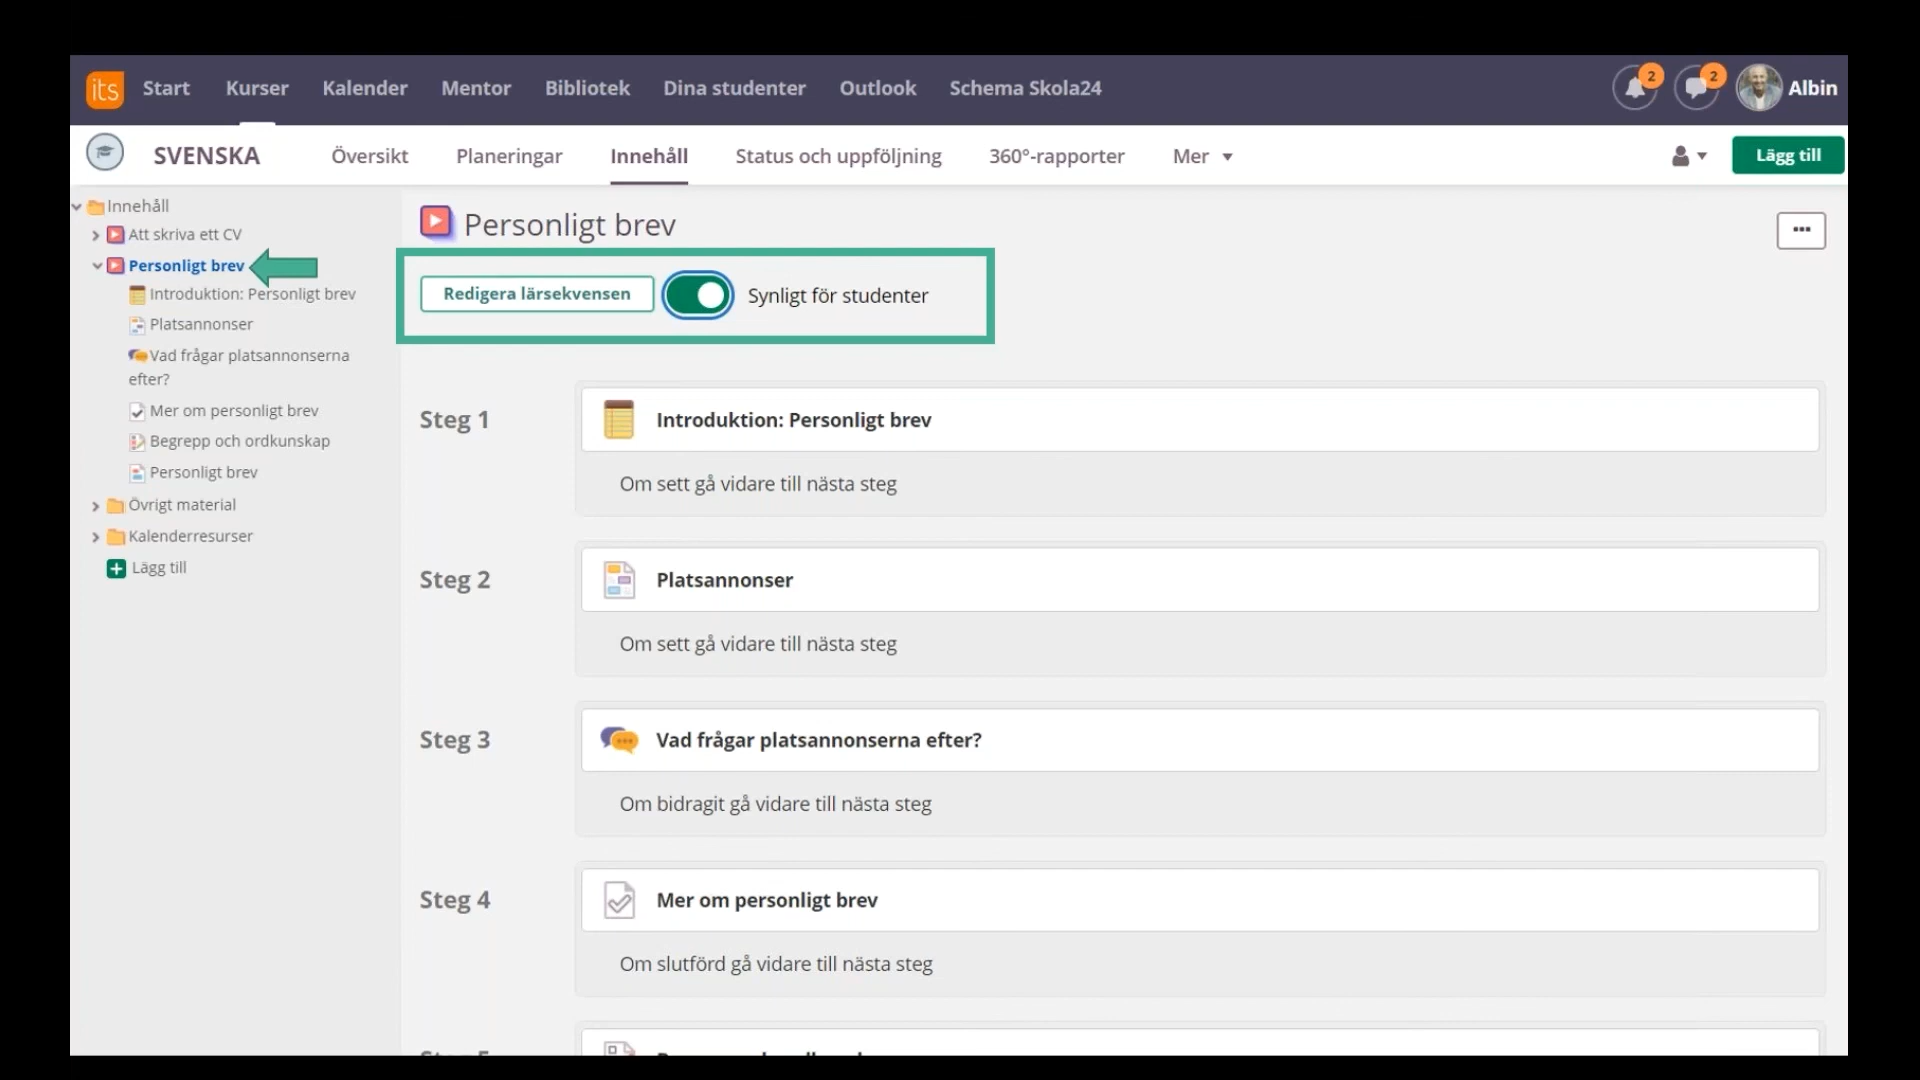 its Start Kurser Kalender Mentor Bibliotek Dina studenter Outlook Schema Skola24 2 2 Albin
SVENSKA Översikt Planeringar Innehåll Status och uppföljning 360°-rapporter Mer Lägg till
Innehåll
Att skriva ett CV
Personligt brev
Introduktion: Personligt brev
Platsannonser
Vad frågar platsannonserna
efter?
Mer om personligt brev
Begrepp och ordkunskap
Personligt brev
Övrigt material
Kalenderresurser
Lägg till
Personligt brev
Redigera lärsekvensen Synligt för studenter
Steg 1 Introduktion: Personligt brev
Om sett gå vidare till nästa steg
Steg 2 Platsannonser
Om sett gå vidare till nästa steg
Steg 3 Vad frågar platsannonserna efter?
Om bidragit gå vidare till nästa steg
Steg 4 Mer om personligt brev
Om slutförd gå vidare till nästa steg